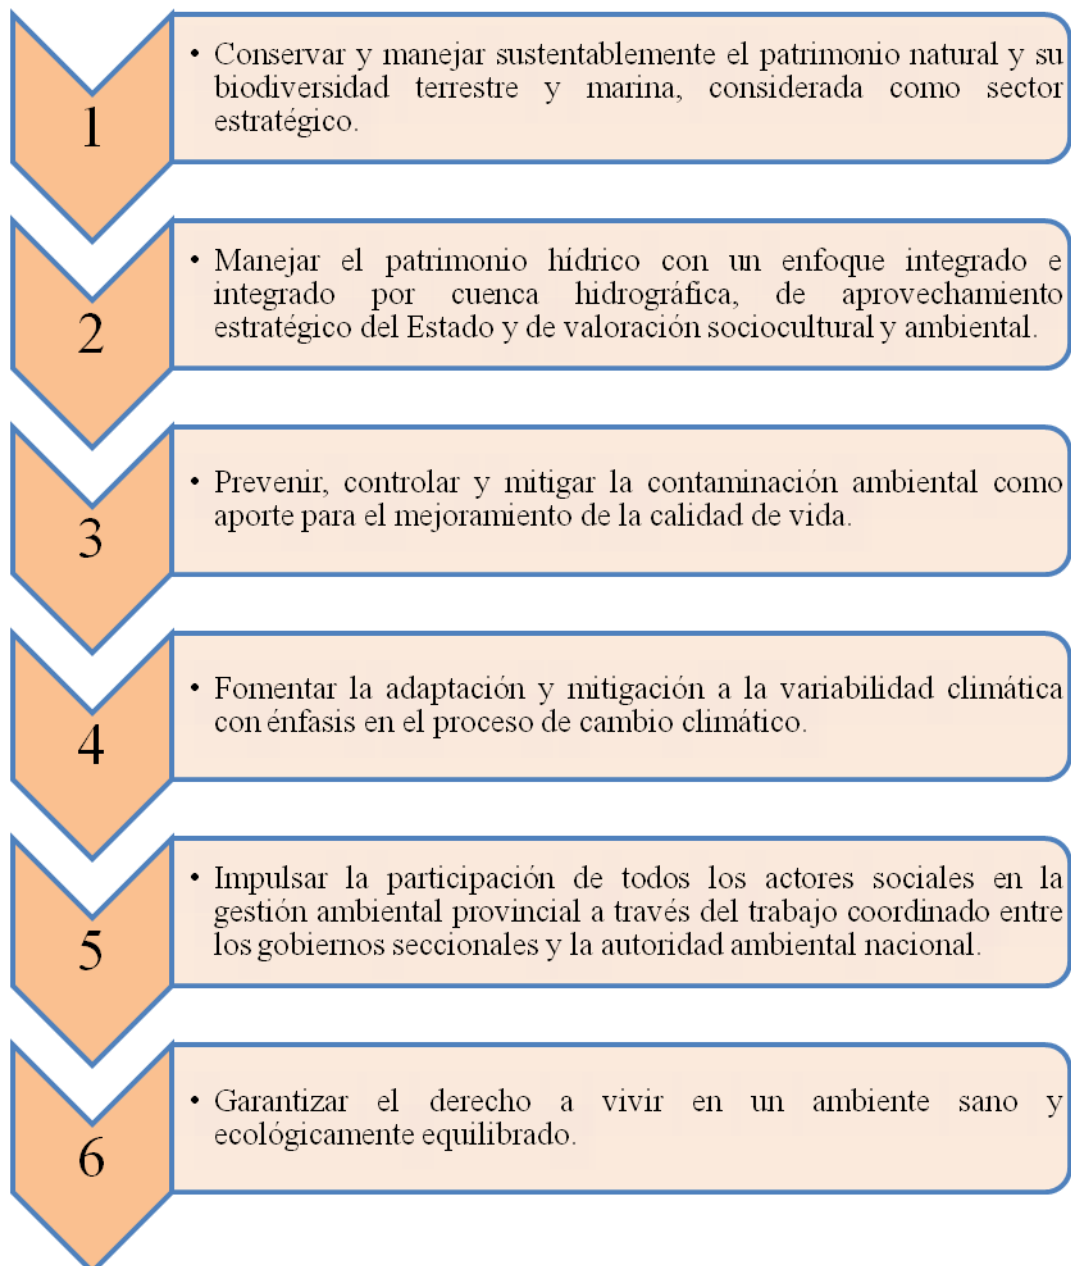 1
• Conservar y manejar sustentablemente el patrimonio natural y su
biodiversidad terrestre y marina, considerada como sector
estratégico.
2
• Manejar el patrimonio hídrico con un enfoque integrado e
integrado por cuenca hidrográfica, de aprovechamiento
estratégico del Estado y de valoración sociocultural y ambiental.
3
• Prevenir, controlar y mitigar la contaminación ambiental como
aporte para el mejoramiento de la calidad de vida.
4
• Fomentar la adaptación y mitigación a la variabilidad climática
con énfasis en el proceso de cambio climático.
5
• Impulsar la participación de todos los actores sociales en la
gestión ambiental provincial a través del trabajo coordinado entre
los gobiernos seccionales y la autoridad ambiental nacional.
6
• Garantizar el derecho a vivir en un ambiente sano y
ecológicamente equilibrado.